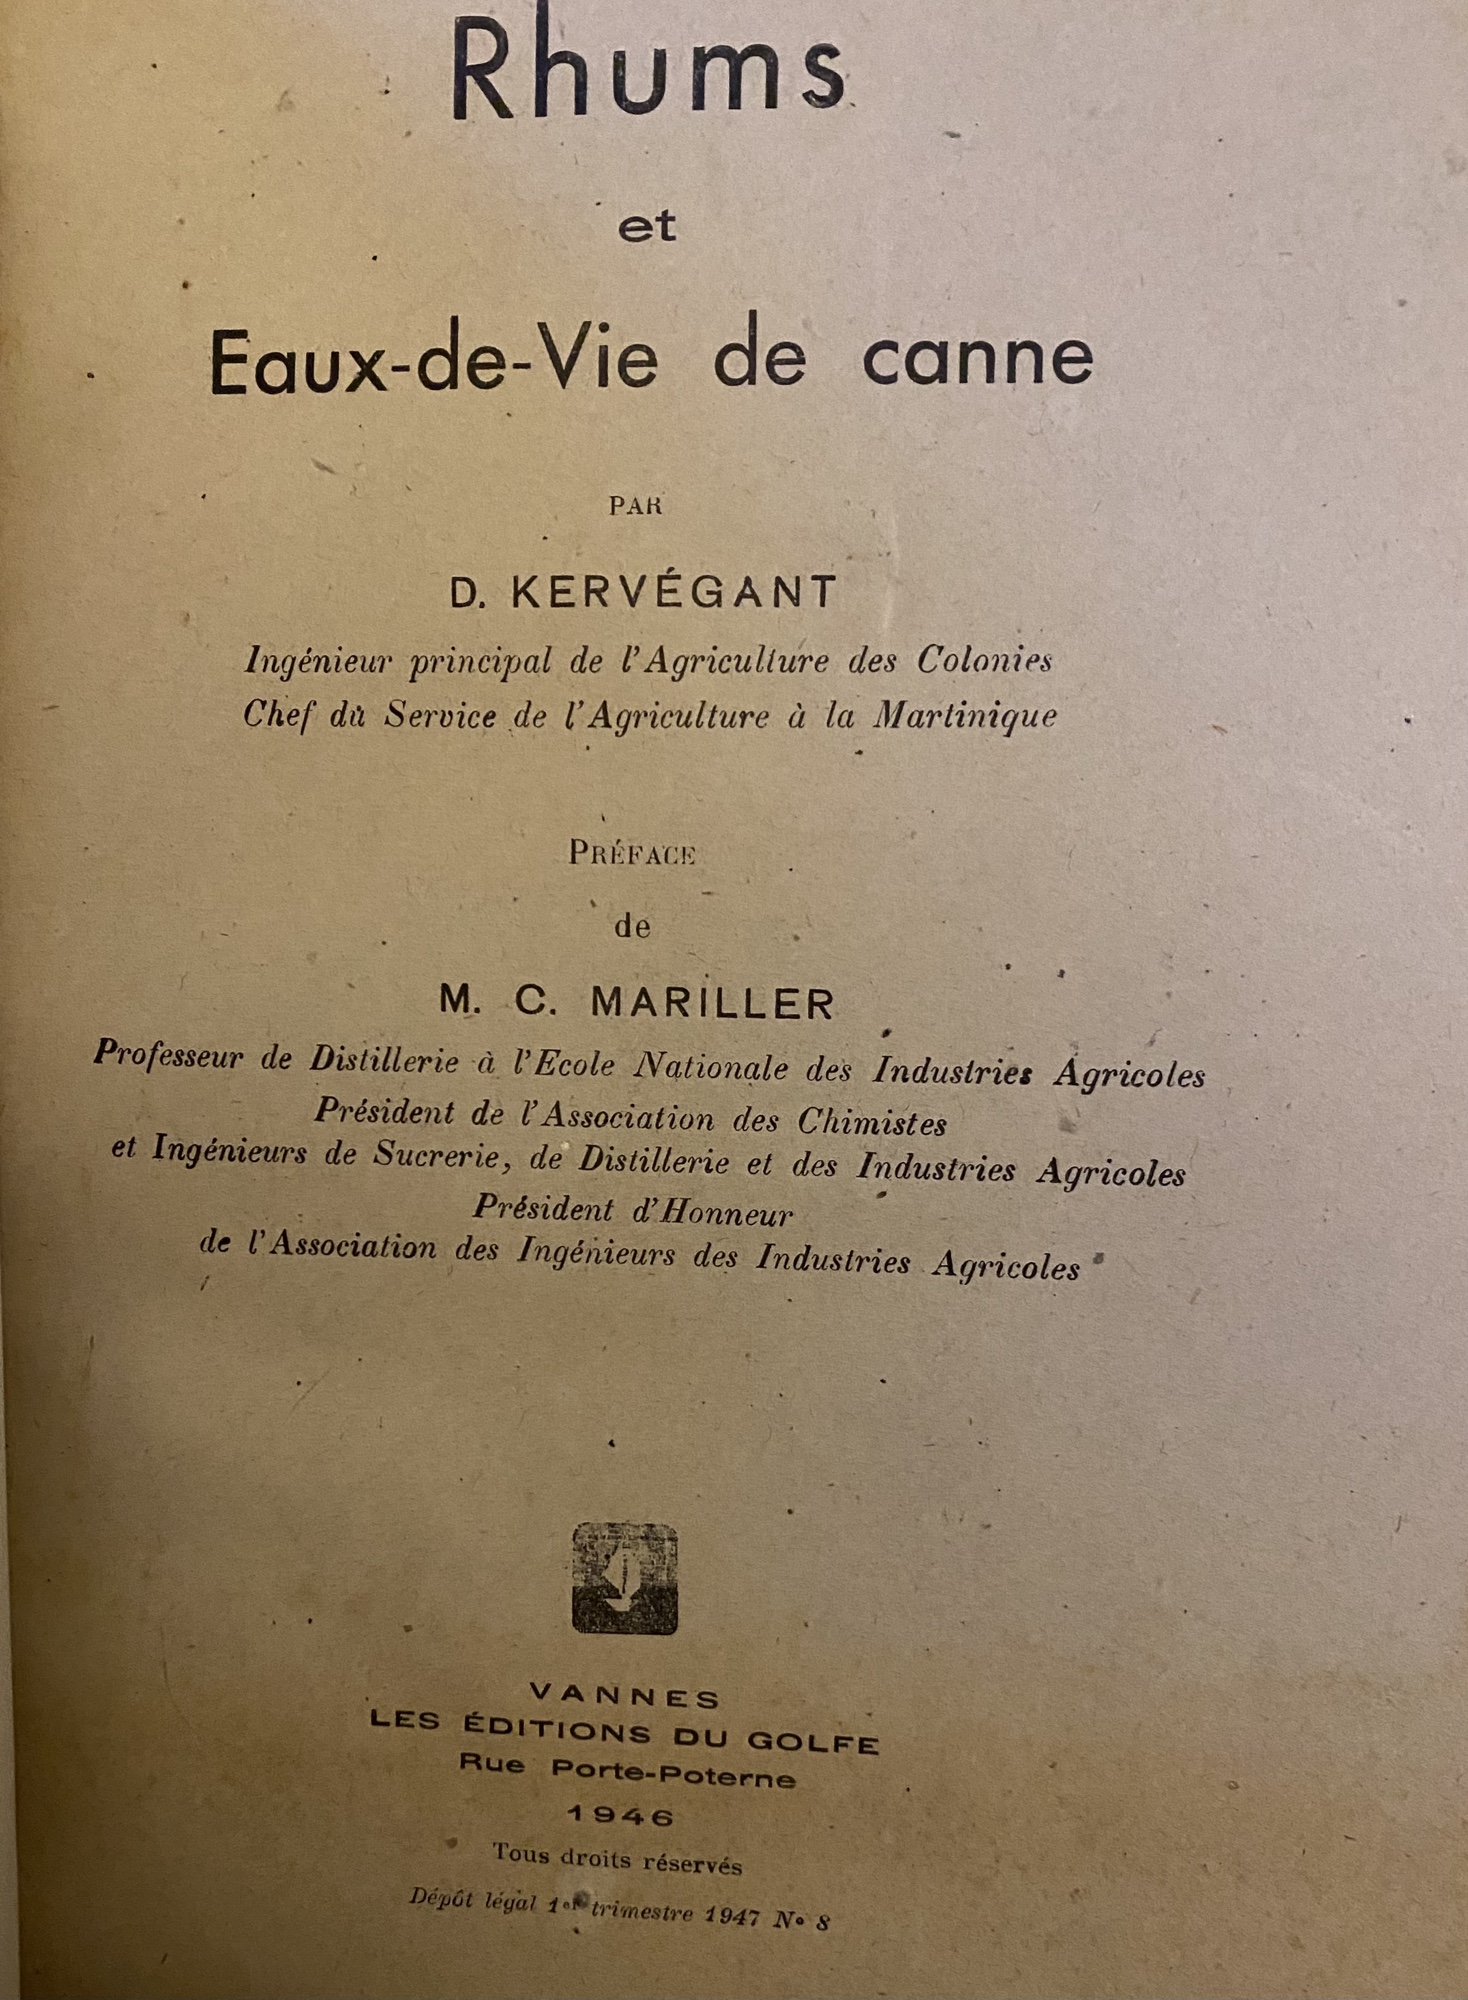 Rhums
et
Eaux-de-Vie de canne
PAR
D. KERVÉGANT
Ingénieur principal de l'Agriculture des Colonies
Chef du Service de l'Agriculture à la Martinique
PRÉFACE
de
M. C. MARILLER
Professeur de Distillerie à l'Ecole Nationale des Industries Agricoles
Président de l'Association des Chimistes
et Ingénieurs de Sucrerie, de Distillerie et des Industries Agricoles
Président d'Honneur
de l'Association des Ingénieurs des Industries Agricoles
VANNES
LES ÉDITIONS DU GOLFE
Rue Porte-Poterne
1946
Tous droits réservés
Dépôt légal 1er trimestre 1947 No 8